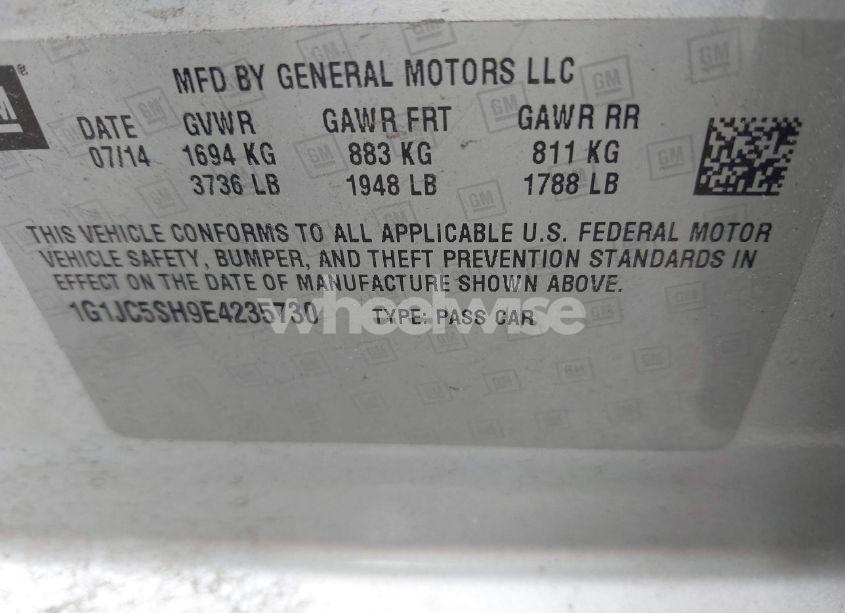 MFD BY GENERAL MOTORS LLC
DATE GVWR GAWR FRT GAWR RR
07/14 1694 KG 883 KG 811 KG
3736 LB 1948 LB 1788 LB
THIS VEHICLE CONFORMS TO ALL APPLICABLE U.S. FEDERAL MOTOR
VEHICLE SAFETY, BUMPER, AND THEFT PREVENTION STANDARDS IN
EFFECT ON THE DATE OF MANUFACTURE SHOWN ABOVE.
1G1JC5SH9E4235730 TYPE: PASS CAR
wheelwise